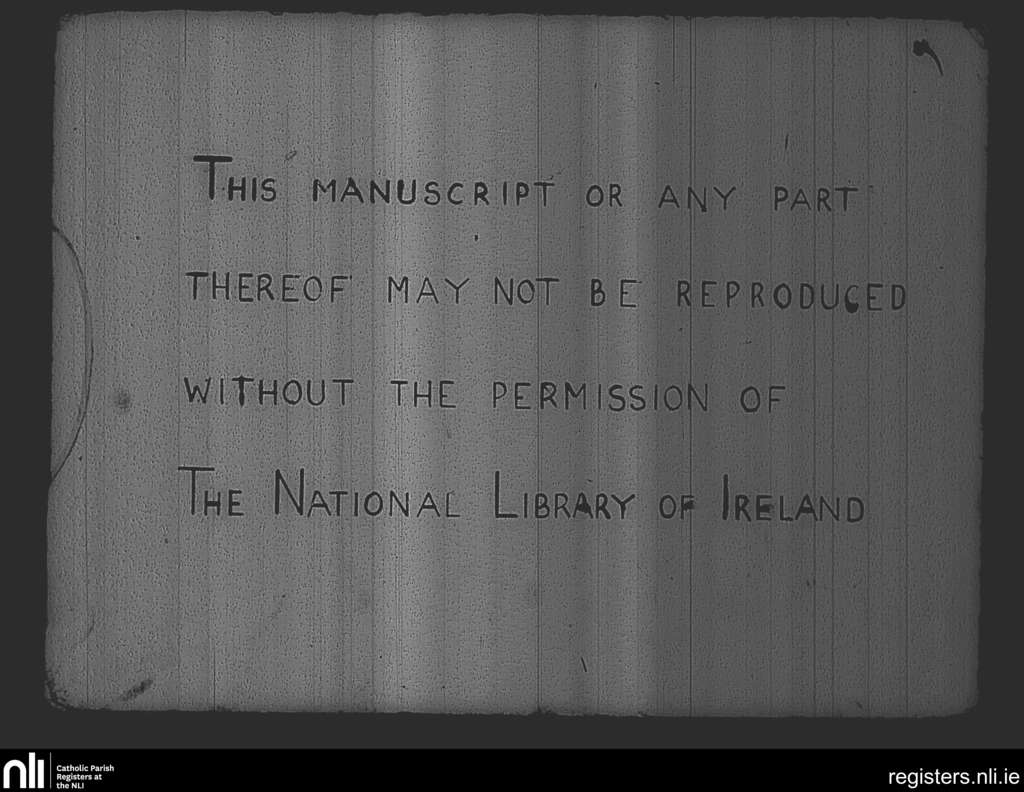 This manuscript or any part
thereof may not be reproduced
without the permission of
The National Library of Ireland
nli
Catholic Parish
Registers at
the NLI
registers.nli.ie